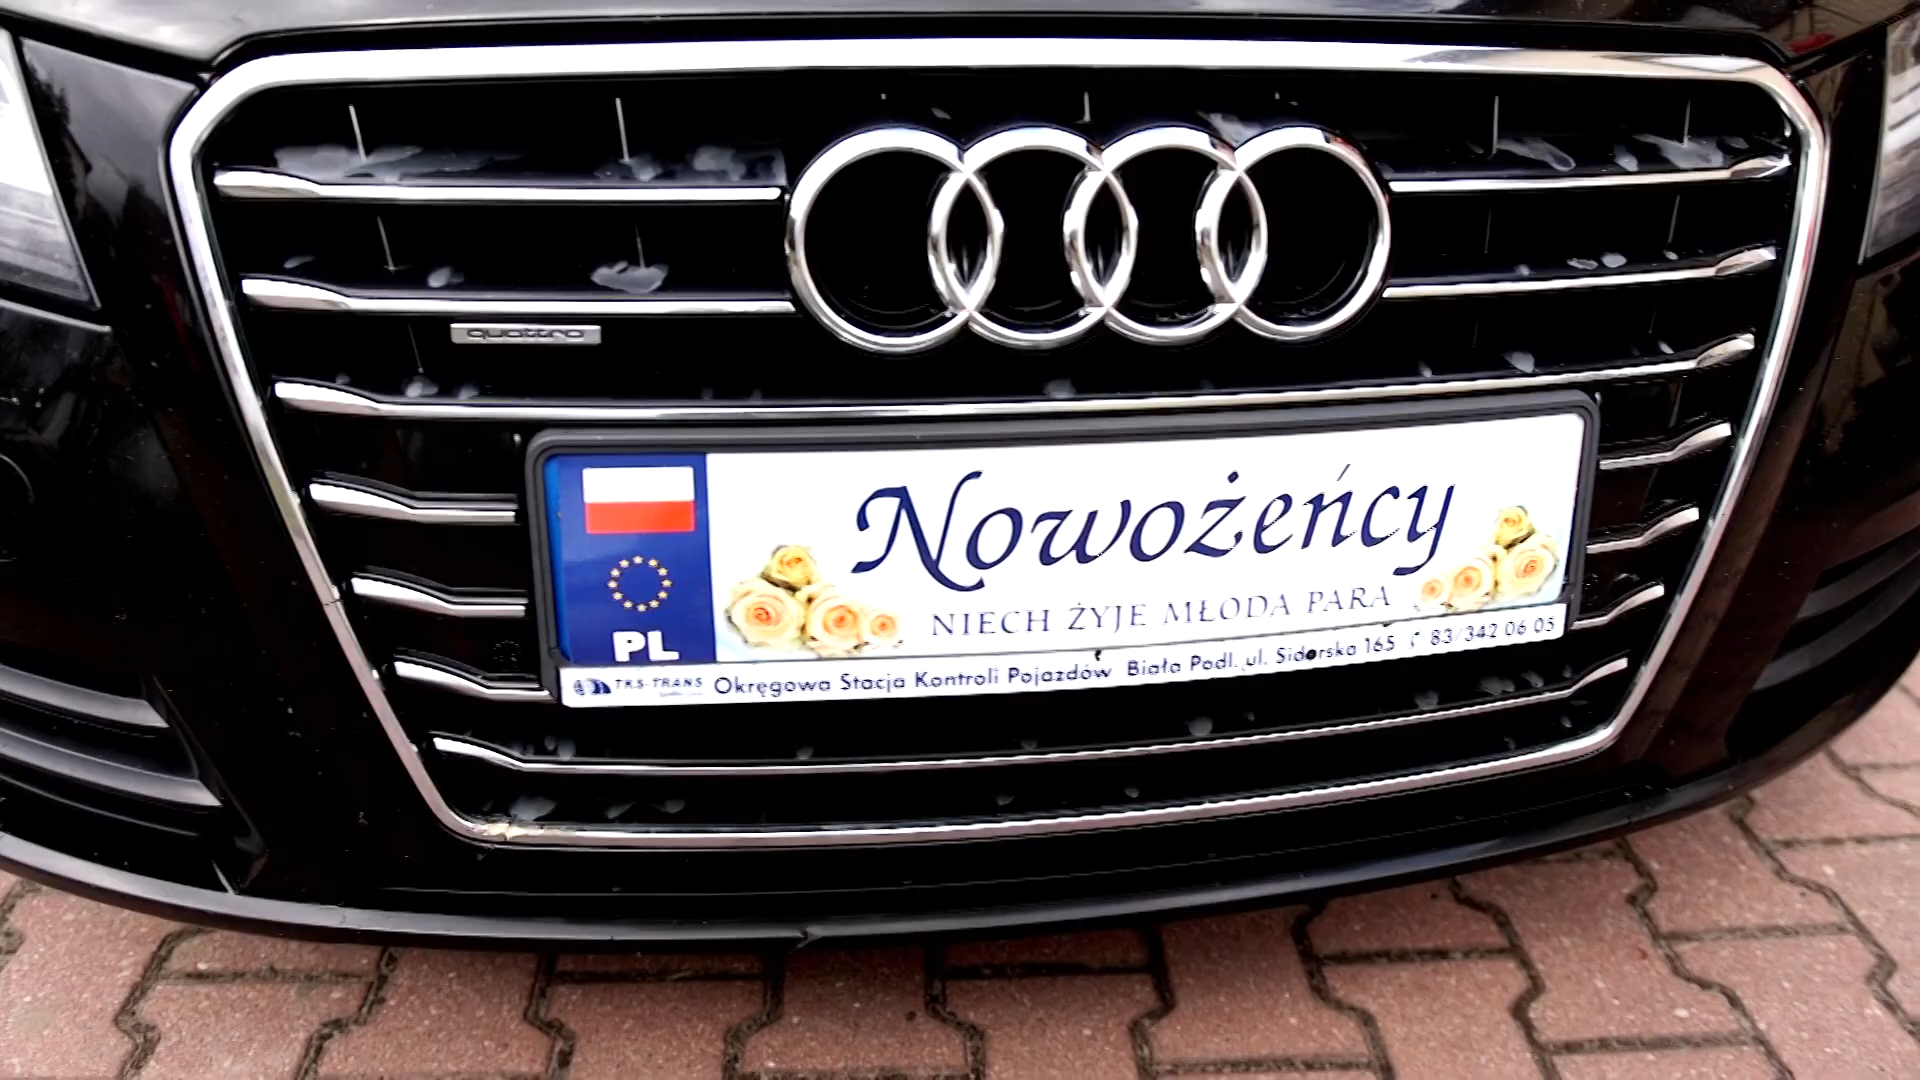 quattro
Nowożeńcy
NIECH ŻYJE MŁODA PARA
PL
TKS-TRANS Okręgowa Stacja Kontroli Pojazdów Biała Podl. ul. Sidorska 165 83/342 06 05